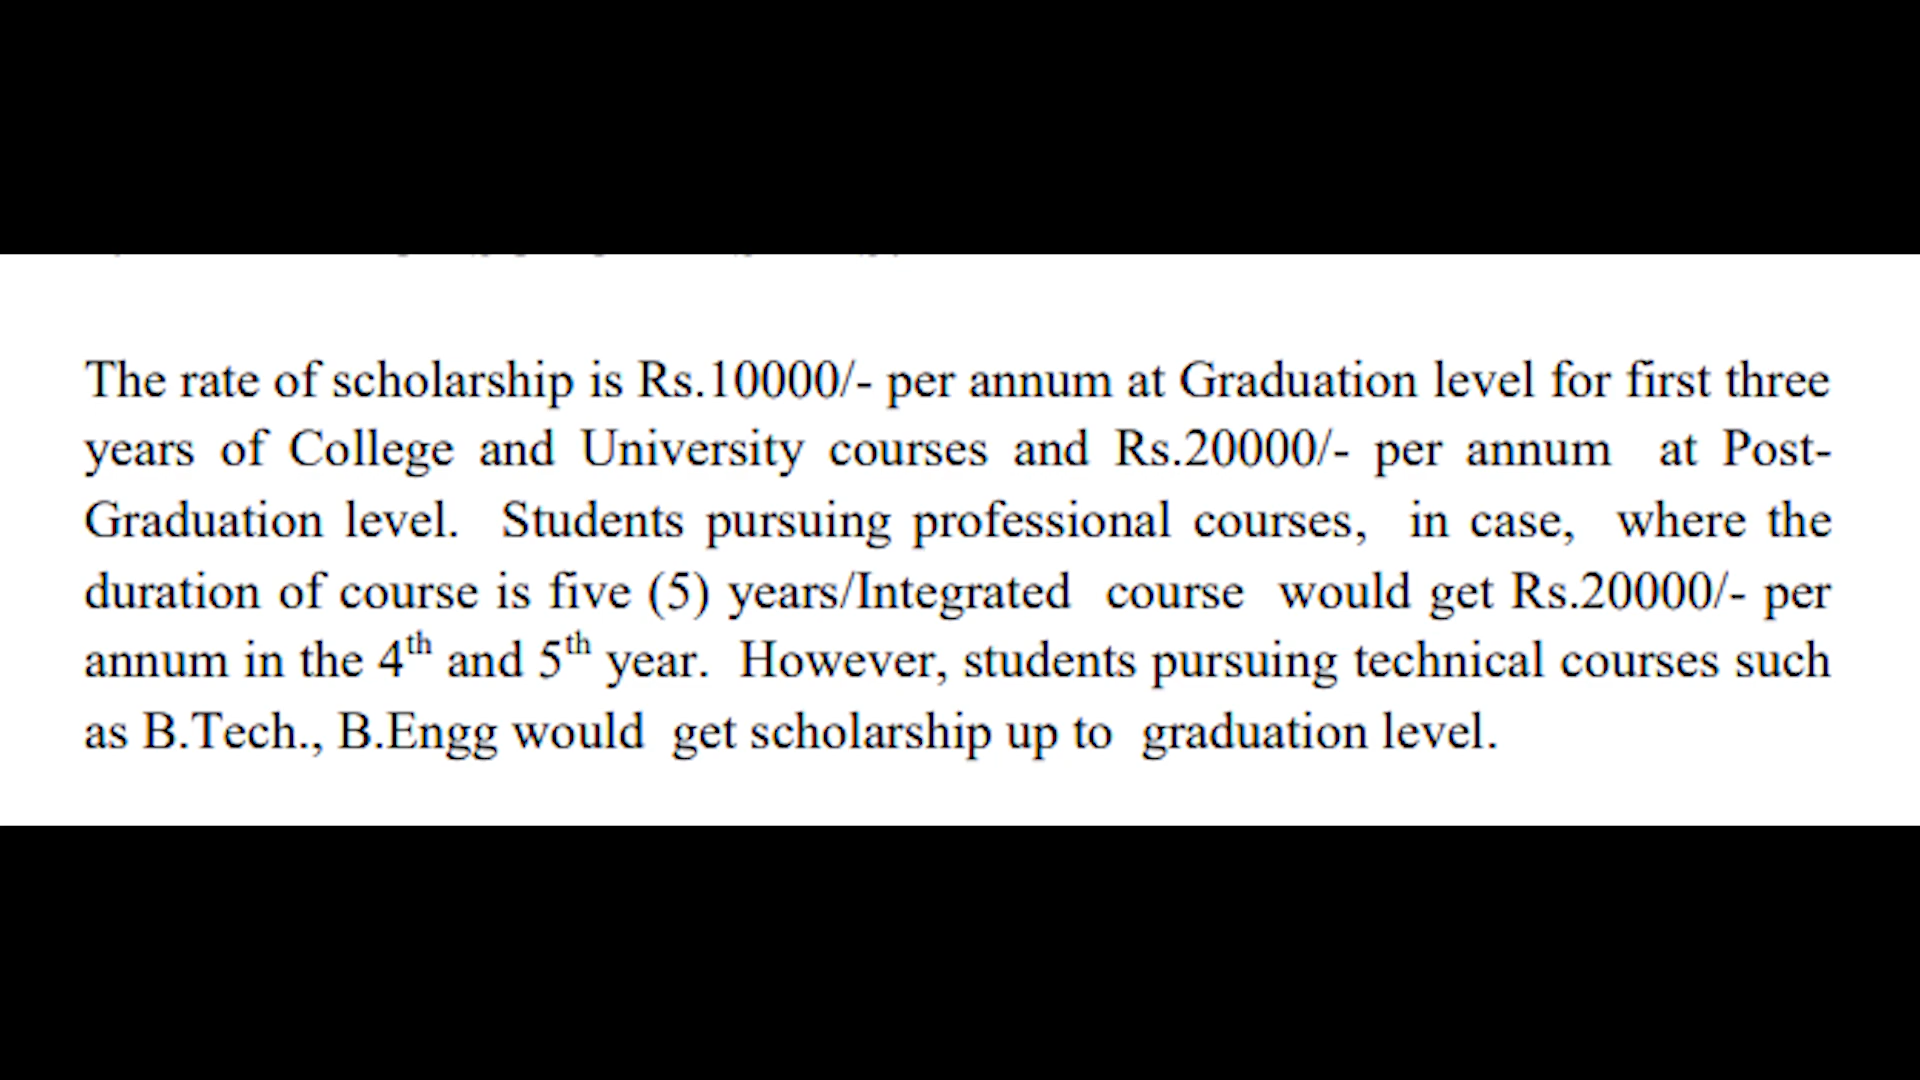 The rate of scholarship is Rs.10000/- per annum at Graduation level for first three
years of College and University courses and Rs.20000/- per annum at Post-
Graduation level. Students pursuing professional courses, in case, where the
duration of course is five (5) years/Integrated course would get Rs.20000/- per
annum in the 4th and 5th year. However, students pursuing technical courses such
as B.Tech., B.Engg would get scholarship up to graduation level.